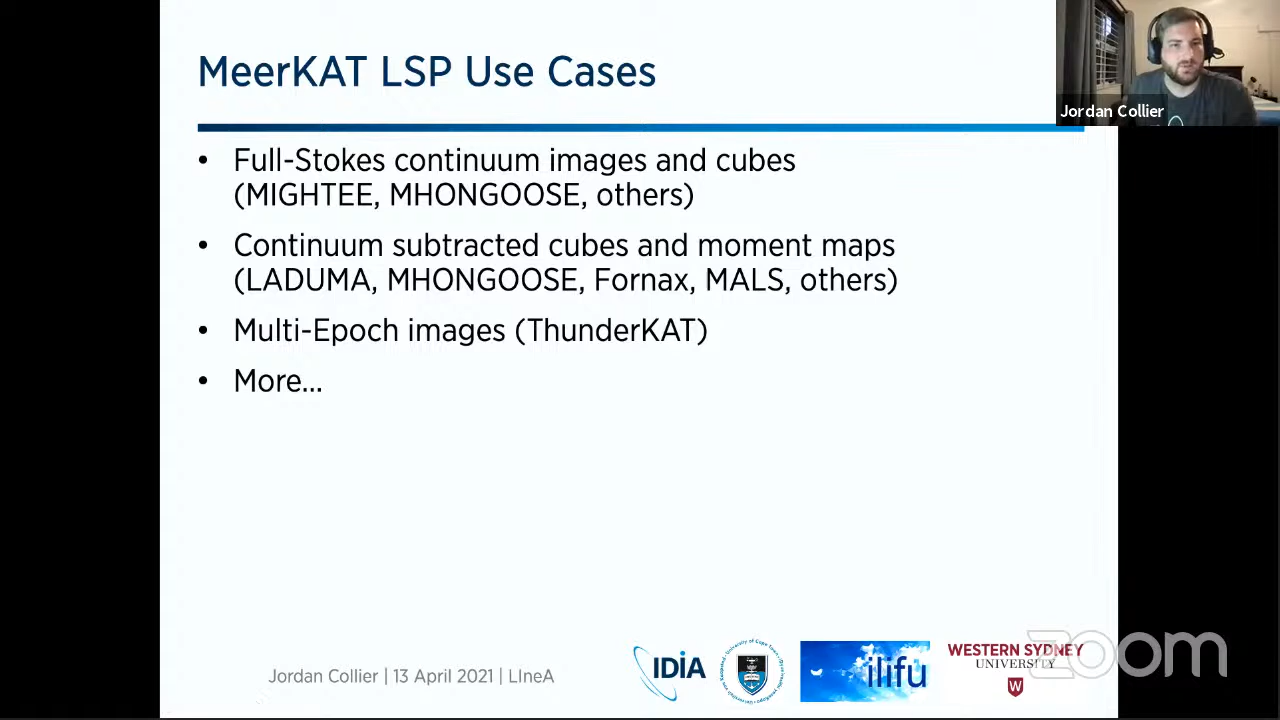 MeerKAT LSP Use Cases
Jordan Collier
• Full-Stokes continuum images and cubes
(MIGHTEE, MHONGOOSE, others)
• Continuum subtracted cubes and moment maps
(LADUMA, MHONGOOSE, Fornax, MALS, others)
• Multi-Epoch images (ThunderKAT)
• More...
Jordan Collier | 13 April 2021 | LIneA
IDIA
ilifu
WESTERN SYDNEY
UNIVERSITY
W
zoom